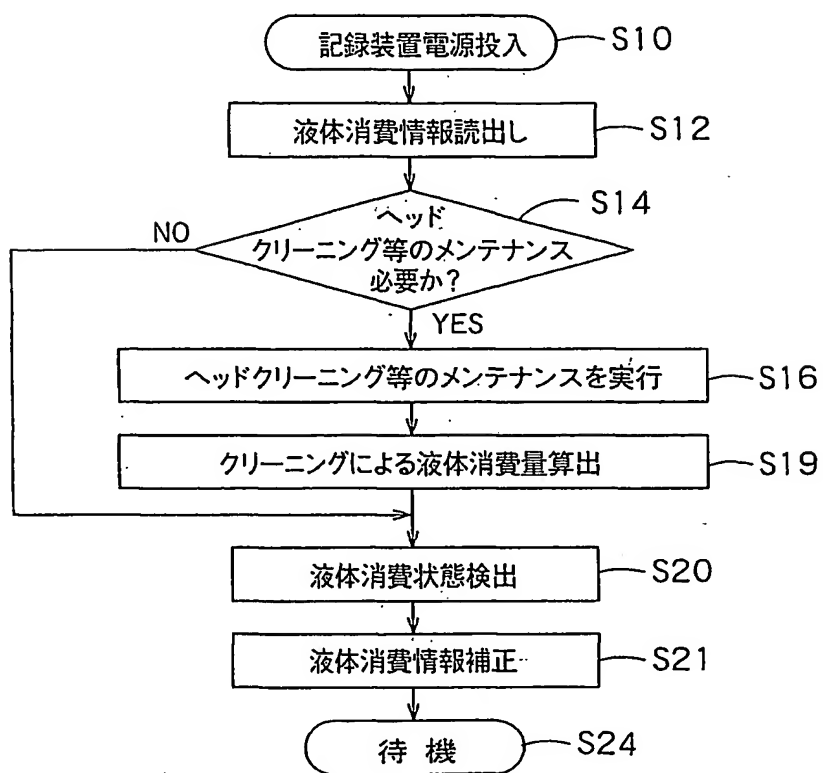 記録装置電源投入 S10
液体消費情報読出し S12
S14
ヘッド
NO クリーニング等のメンテナンス
必要か?
YES
ヘッドクリーニング等のメンテナンスを実行 S16
クリーニングによる液体消費量算出 S19
液体消費状態検出 S20
液体消費情報補正 S21
待機 S24